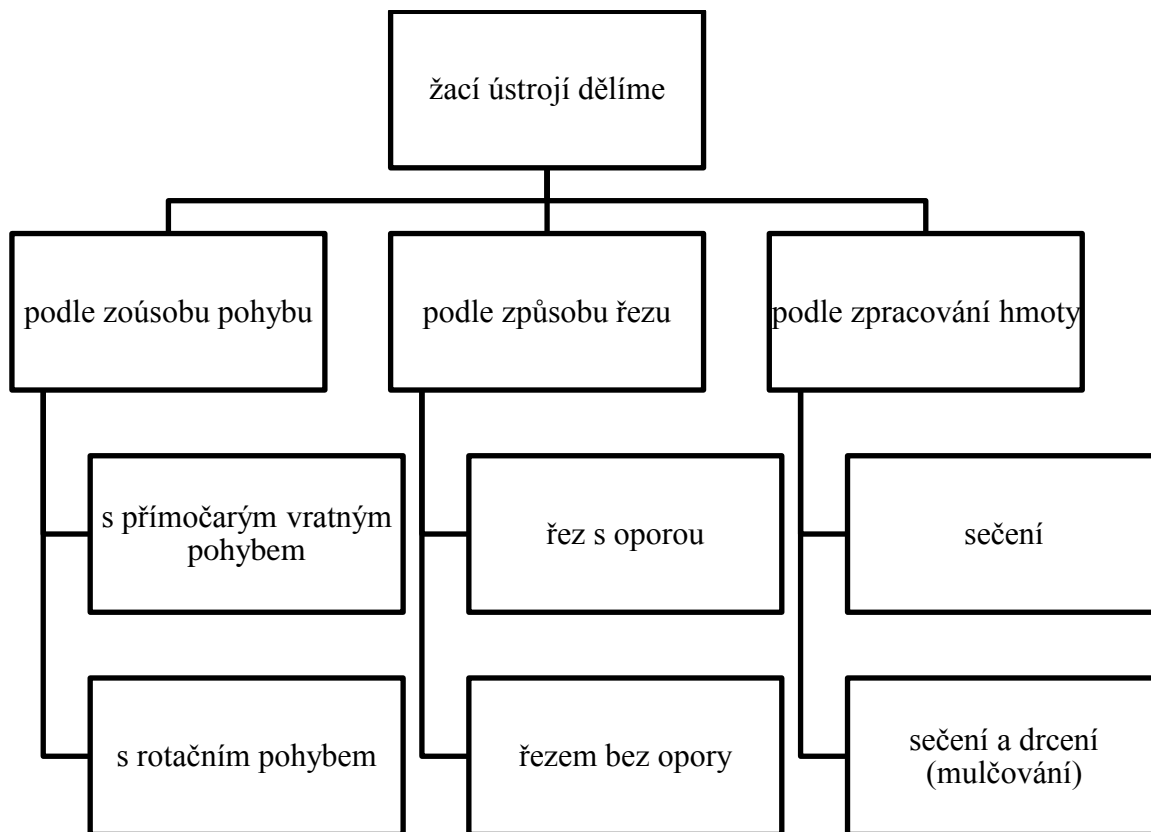 žací ústrojí dělíme
podle zoúsobu pohybu
podle způsobu řezu
podle zpracování hmoty
s přímočarým vratným
pohybem
řez s oporou
sečení
s rotačním pohybem
řezem bez opory
sečení a drcení
(mulčování)